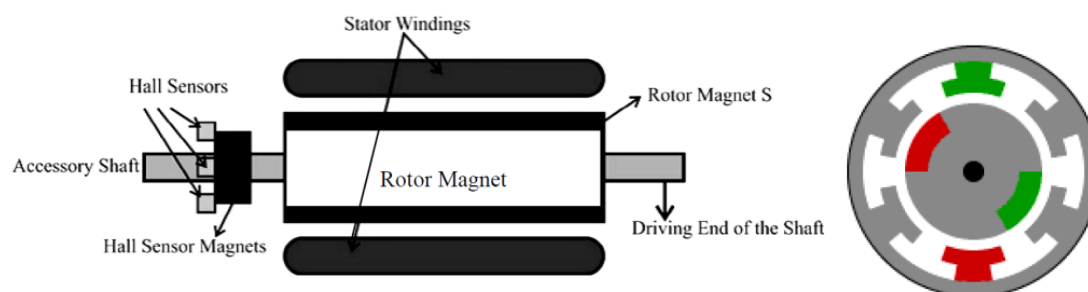 Stator Windings
Hall Sensors
Rotor Magnet S
Accessory Shaft
Rotor Magnet
Driving End of the Shaft
Hall Sensor Magnets